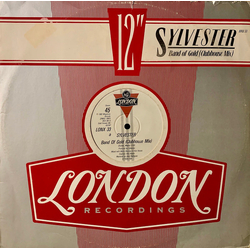 12"
SYLVESTER
Band of Gold (Clubhouse Mix)
LONDON
45
LONX 33
SYLVESTER
Band Of Gold (Clubhouse Mix)
LONDON
RECORDINGS